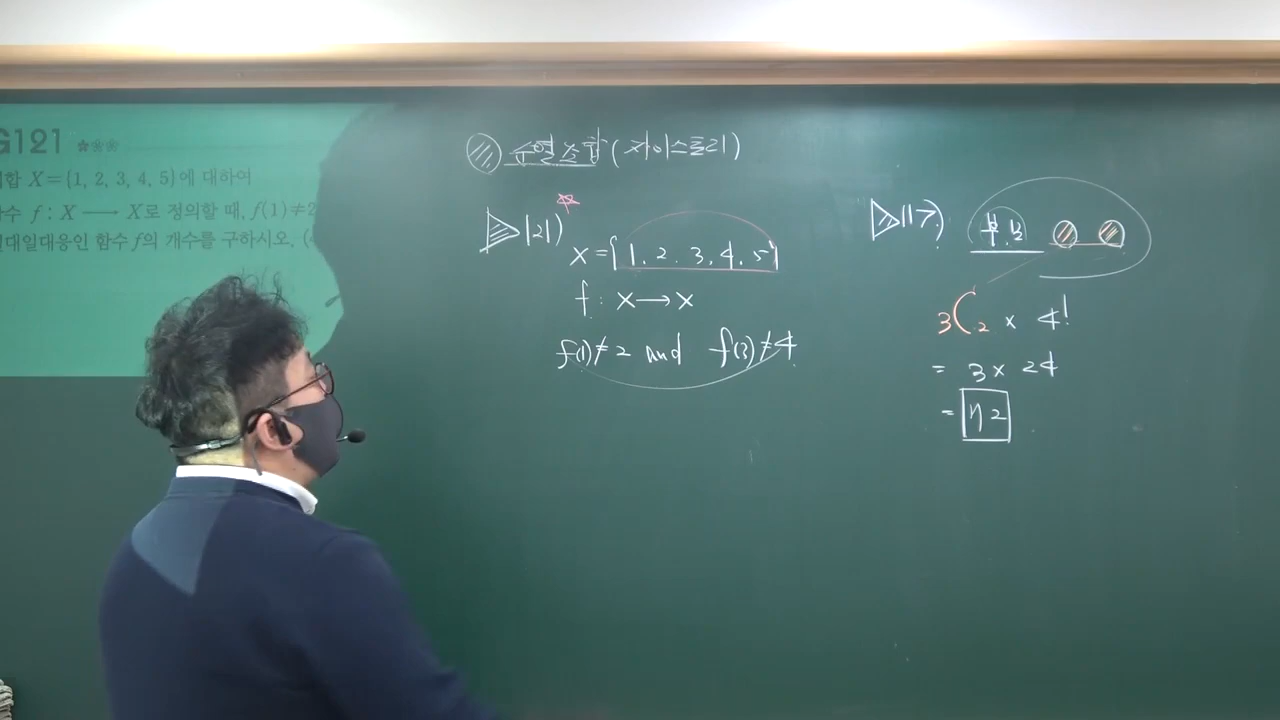 G121
합 X={1, 2, 3, 4, 5}에 대하여
수 f : X ⟶ X로 정의할 때, f(1)≠2
대일대응인 함수 f의 개수를 구하시오. (
순열조합(자이스토리)
121)
X={1, 2, 3, 4, 5}
f : X ⟶ X
f(1)≠2 and f(3)≠4
117)
부, 남
₃C₂ × 4!
= 3×24
= 72